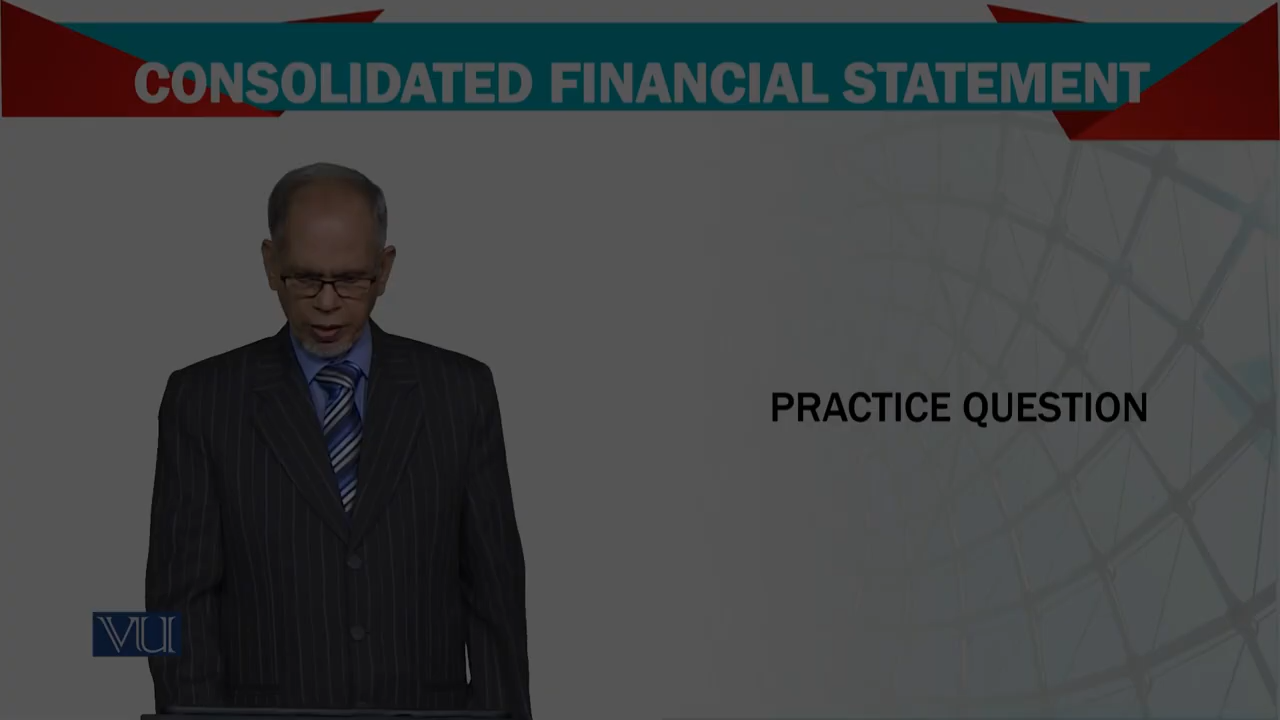 CONSOLIDATED FINANCIAL STATEMENT
PRACTICE QUESTION
VU